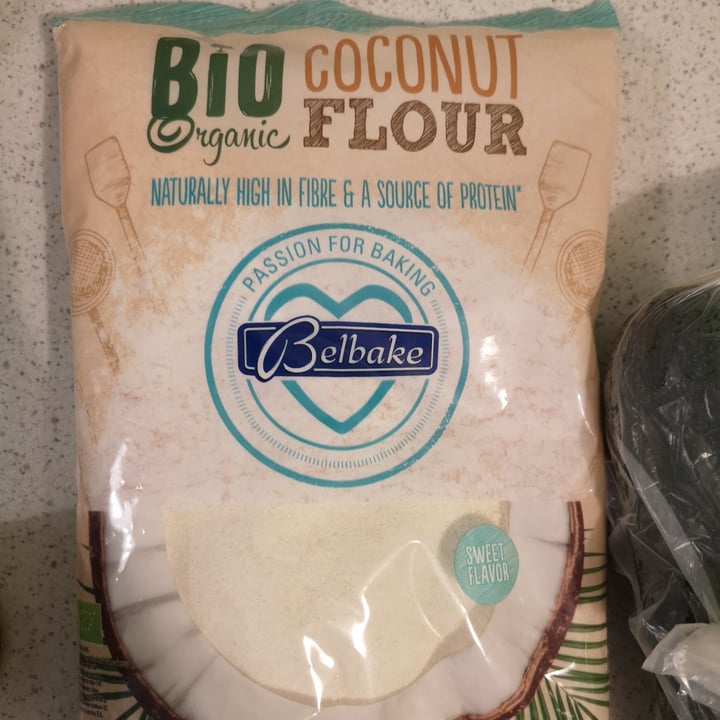 BIO COCONUT
Organic FLOUR
NATURALLY HIGH IN FIBRE & A SOURCE OF PROTEIN*
PASSION FOR BAKING
Belbake
SWEET
FLAVOR